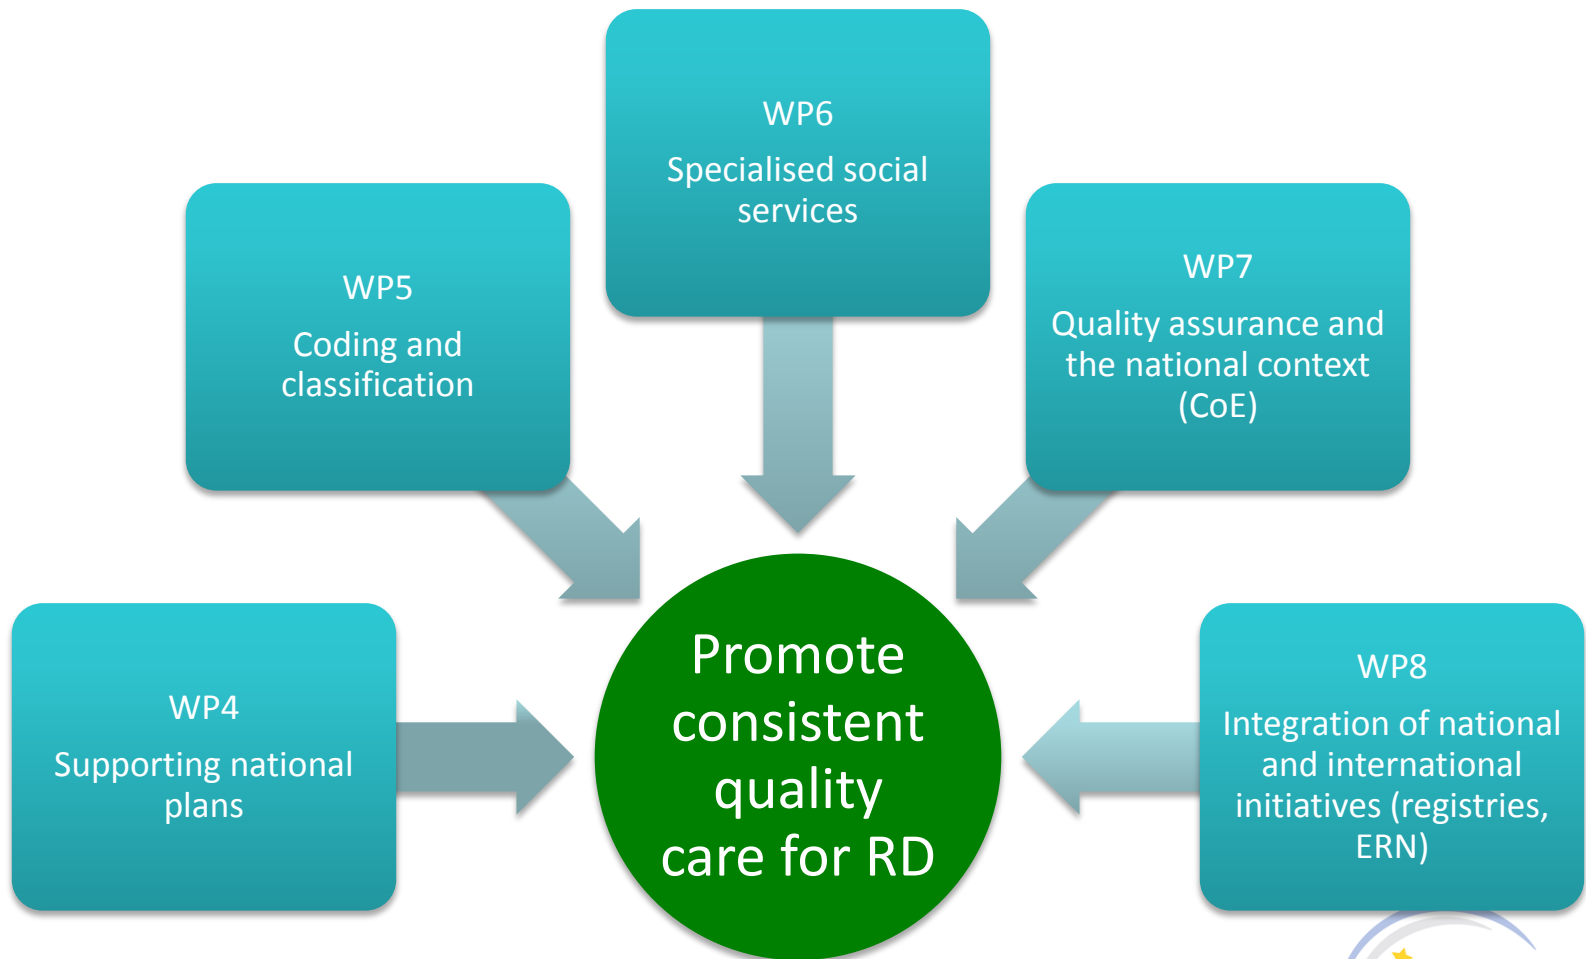 WP6
Specialised social
services
WP5
Coding and
classification
WP7
Quality assurance and
the national context
(CoE)
WP4
Supporting national
plans
Promote
consistent
quality
care for RD
WP8
Integration of national
and international
initiatives (registries,
ERN)